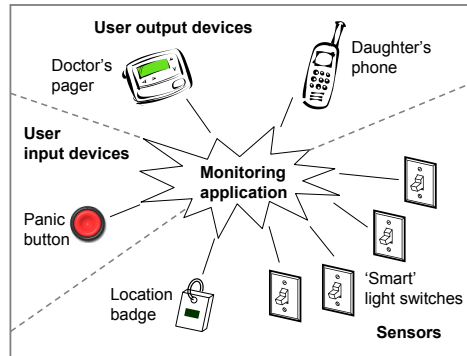 User output devices
Doctor's
pager
Daughter's
phone
User
input devices
Monitoring
application
Panic
button
Location
badge
'Smart'
light switches
Sensors